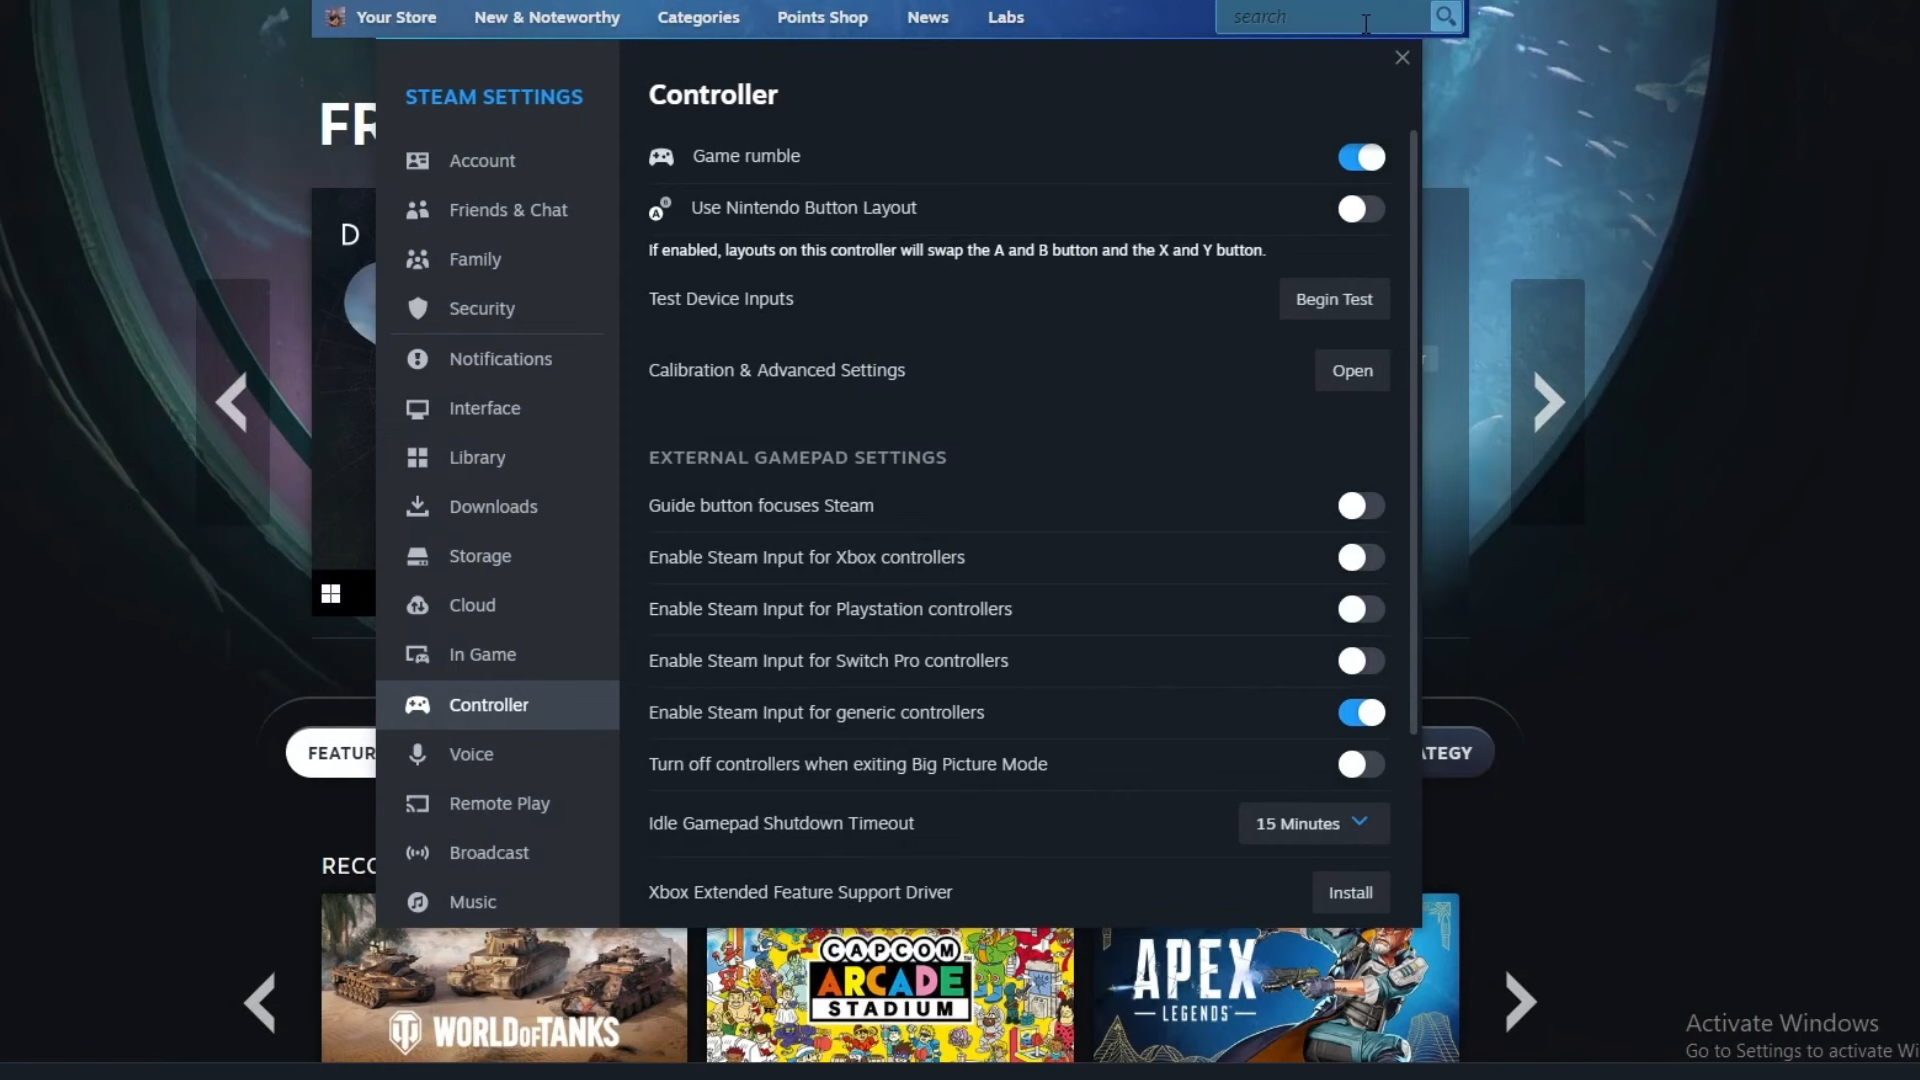 Your Store
New & Noteworthy
Categories
Points Shop
News
Labs
search
STEAM SETTINGS
Account
Friends & Chat
Family
Security
Notifications
Interface
Library
Downloads
Storage
Cloud
In Game
Controller
Voice
Remote Play
Broadcast
Music
Controller
Game rumble
Use Nintendo Button Layout
If enabled, layouts on this controller will swap the A and B button and the X and Y button.
Test Device Inputs
Begin Test
Calibration & Advanced Settings
Open
EXTERNAL GAMEPAD SETTINGS
Guide button focuses Steam
Enable Steam Input for Xbox controllers
Enable Steam Input for Playstation controllers
Enable Steam Input for Switch Pro controllers
Enable Steam Input for generic controllers
Turn off controllers when exiting Big Picture Mode
Idle Gamepad Shutdown Timeout
15 Minutes
Xbox Extended Feature Support Driver
Install
FR
D
FEATUR
ATEGY
RECO
WORLD OF TANKS
CAPCOM
ARCADE
STADIUM
APEX
LEGENDS
Activate Windows
Go to Settings to activate Wi